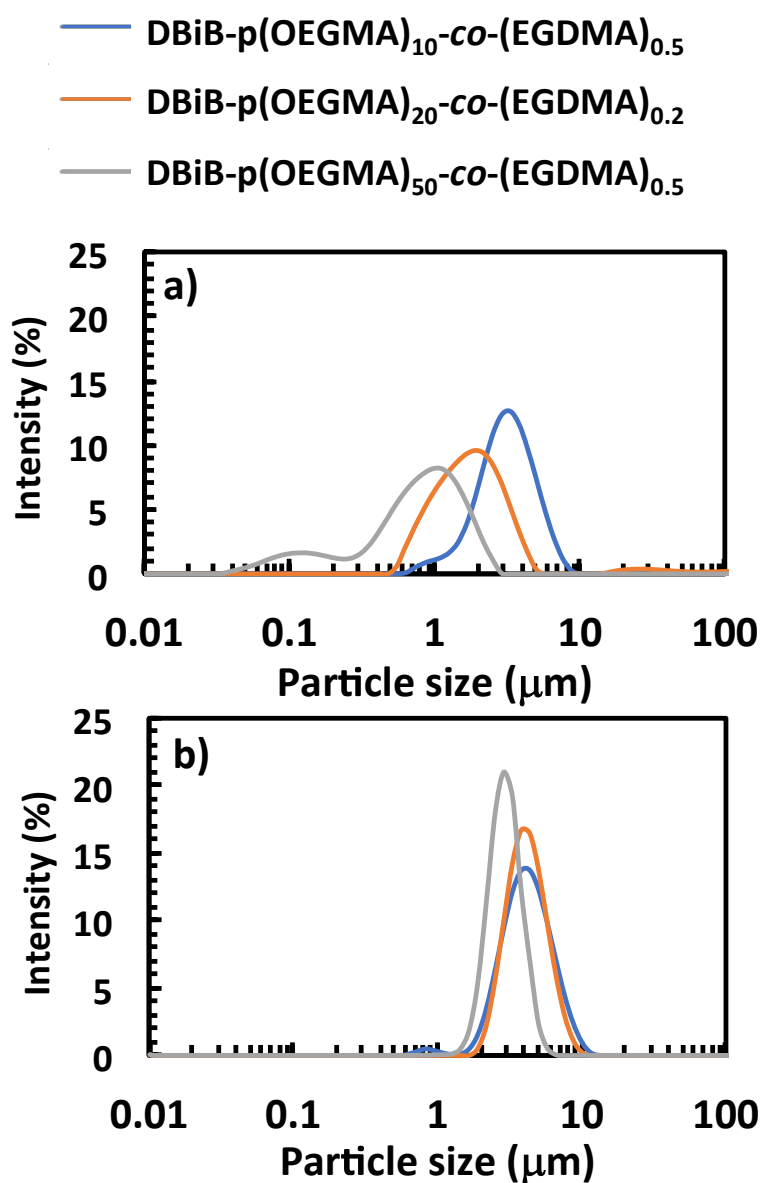 DBiB-p(OEGMA)₁₀-co-(EGDMA)₀.₅
DBiB-p(OEGMA)₂₀-co-(EGDMA)₀.₂
DBiB-p(OEGMA)₅₀-co-(EGDMA)₀.₅
a)
Intensity (%)
25
20
15
10
5
0
0.01 0.1 1 10 100
Particle size (μm)
b)
Intensity (%)
25
20
15
10
5
0
0.01 0.1 1 10 100
Particle size (μm)